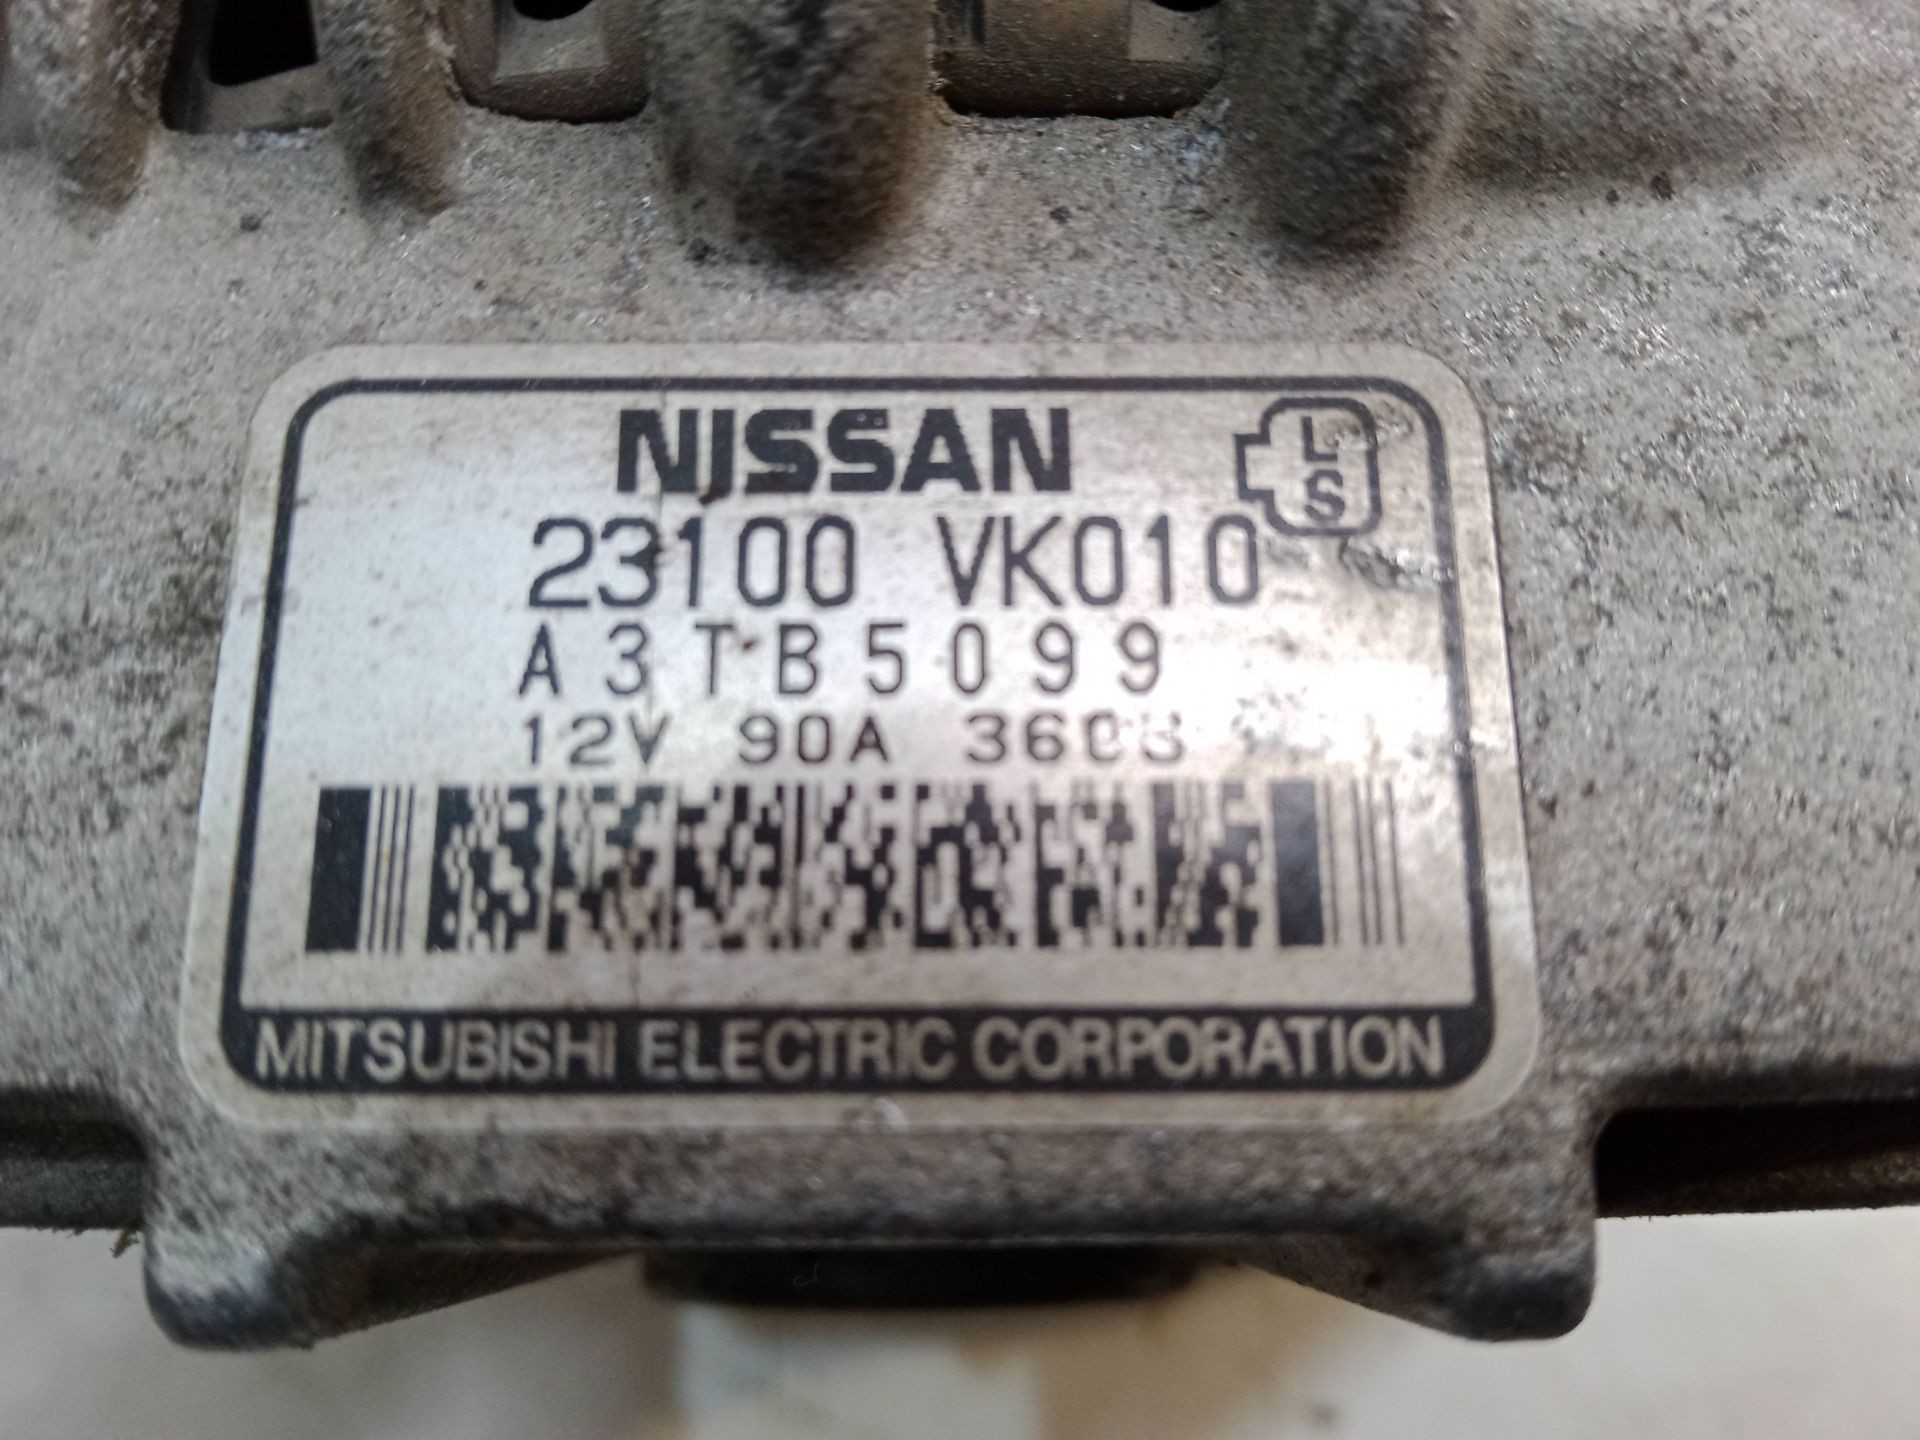 NISSAN
L
S
23100 VK010
A3TB5099
12V 90A
MITSUBISHI ELECTRIC CORPORATION